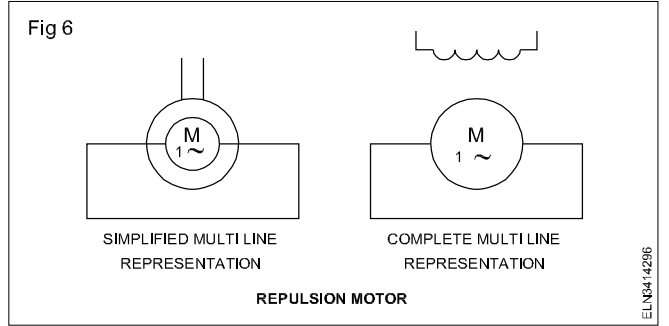 Fig 6
M
1 ~
M
1 ~
SIMPLIFIED MULTI LINE
REPRESENTATION
COMPLETE MULTI LINE
REPRESENTATION
REPULSION MOTOR
ELN3414296